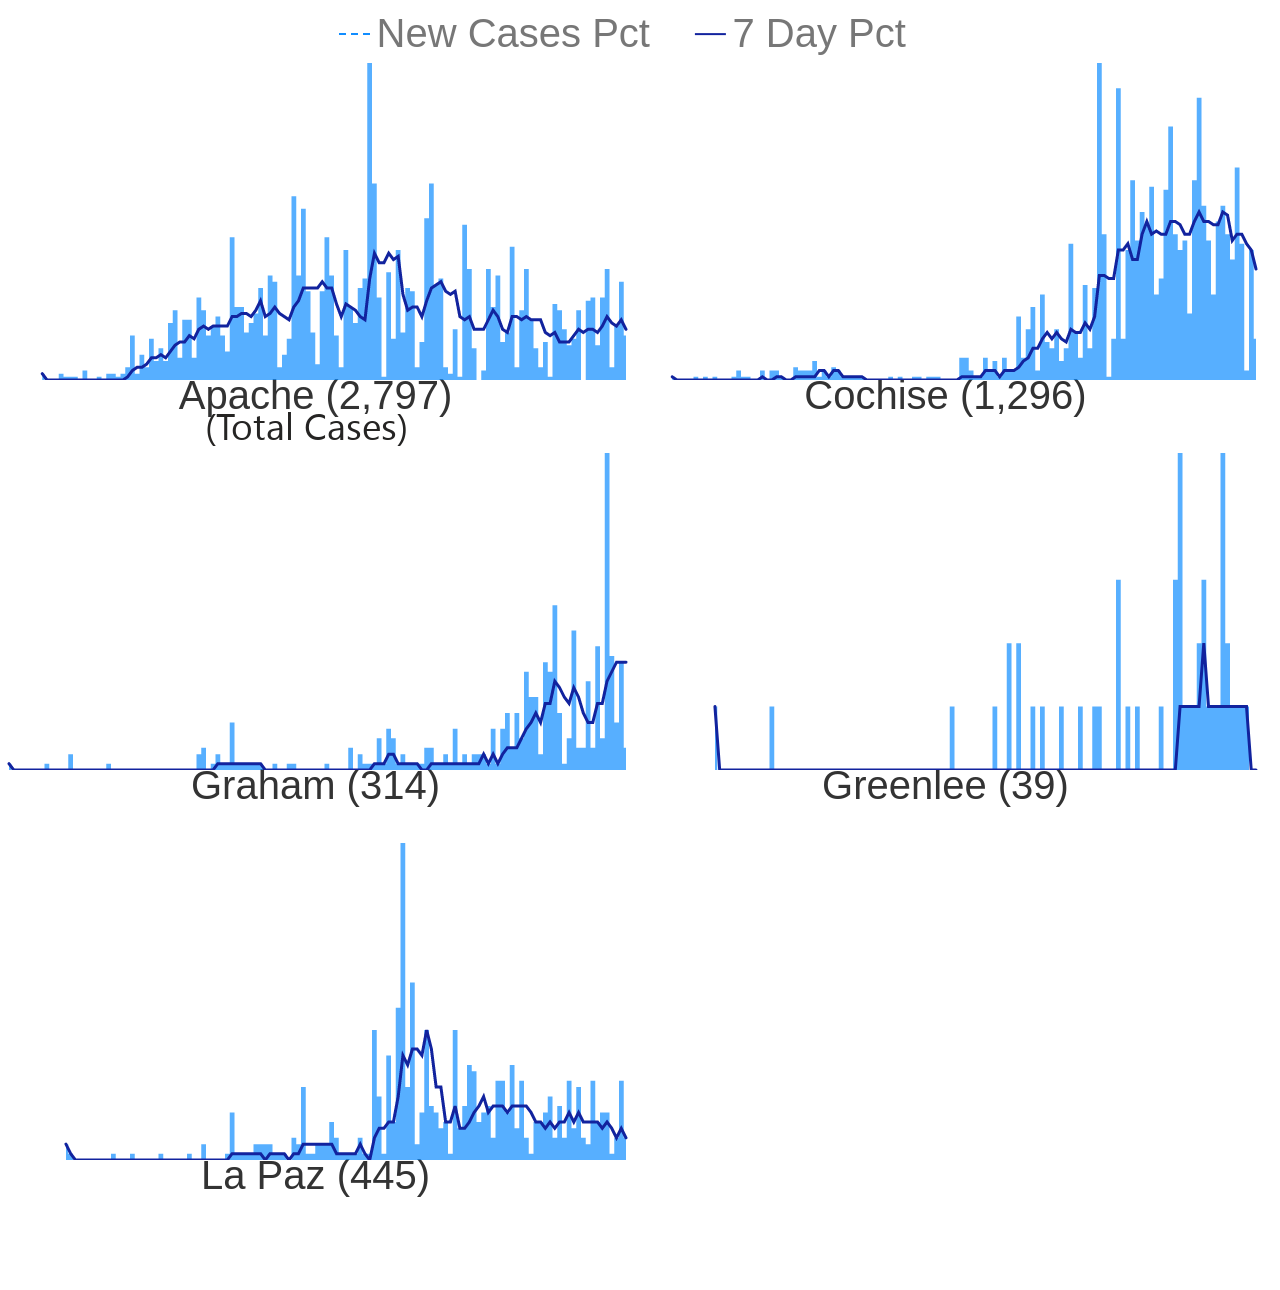 New Cases Pct 7 Day Pct
Apache (2,797) Cochise (1,296)
(Total Cases)
Graham (314) Greenlee (39)
La Paz (445)